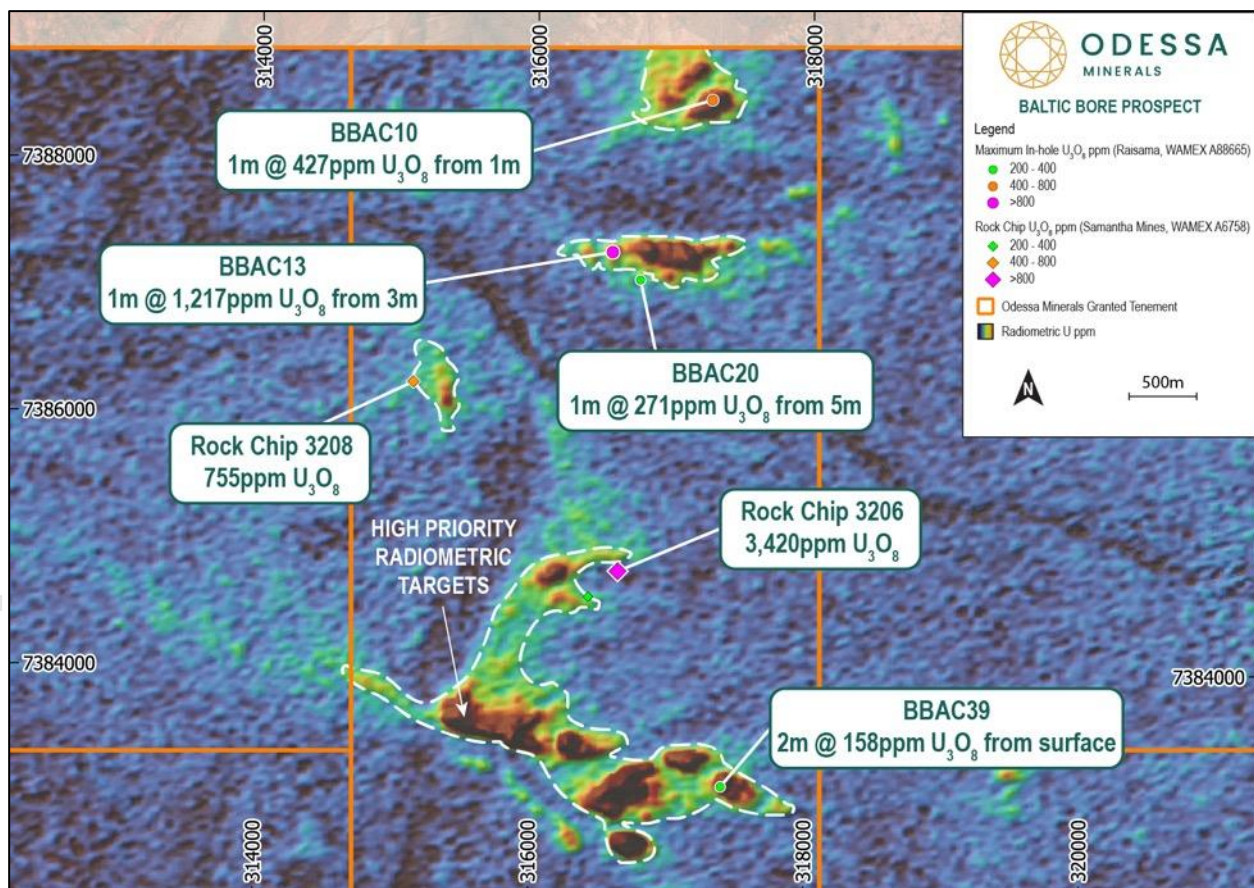 314000
316000
318000
ODESSA
MINERALS
BALTIC BORE PROSPECT
Legend
Maximum In-hole U₃O₈ ppm (Raisama, WAMEX A88665)
200 - 400
400 - 800
>800
Rock Chip U₃O₈ ppm (Samantha Mines, WAMEX A6758)
200 - 400
400 - 800
>800
Odessa Minerals Granted Tenement
Radiometric U ppm
N
500m
BBAC10
1m @ 427ppm U₃O₈ from 1m
7388000
BBAC13
1m @ 1,217ppm U₃O₈ from 3m
BBAC20
1m @ 271ppm U₃O₈ from 5m
7386000
Rock Chip 3208
755ppm U₃O₈
Rock Chip 3206
3,420ppm U₃O₈
HIGH PRIORITY
RADIOMETRIC
TARGETS
7384000
7384000
BBAC39
2m @ 158ppm U₃O₈ from surface
314000
316000
318000
320000